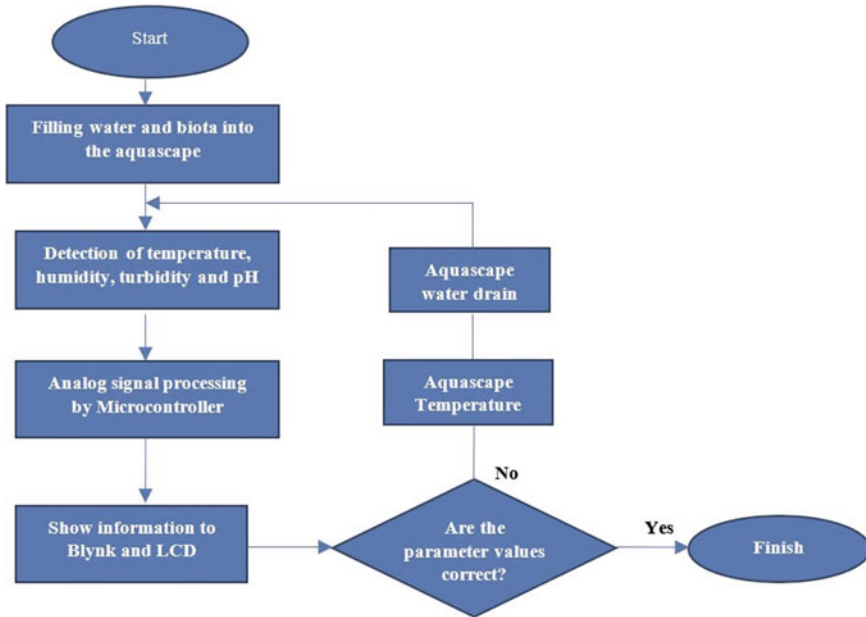 Start
Filling water and biota into
the aquascape
Detection of temperature,
humidity, turbidity and pH
Analog signal processing
by Microcontroller
Show information to
Blynk and LCD
Are the
parameter values
correct?
No
Aquascape
Temperature
Aquascape
water drain
Yes
Finish